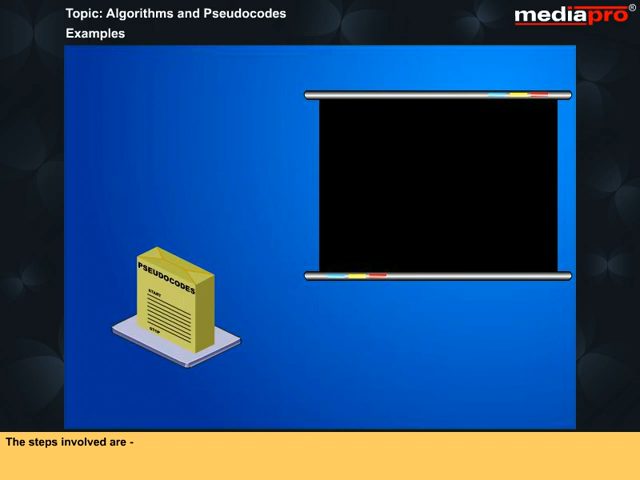 Topic: Algorithms and Pseudocodes
mediapro®
Examples
PSEUDOCODES
START
STOP
The steps involved are -